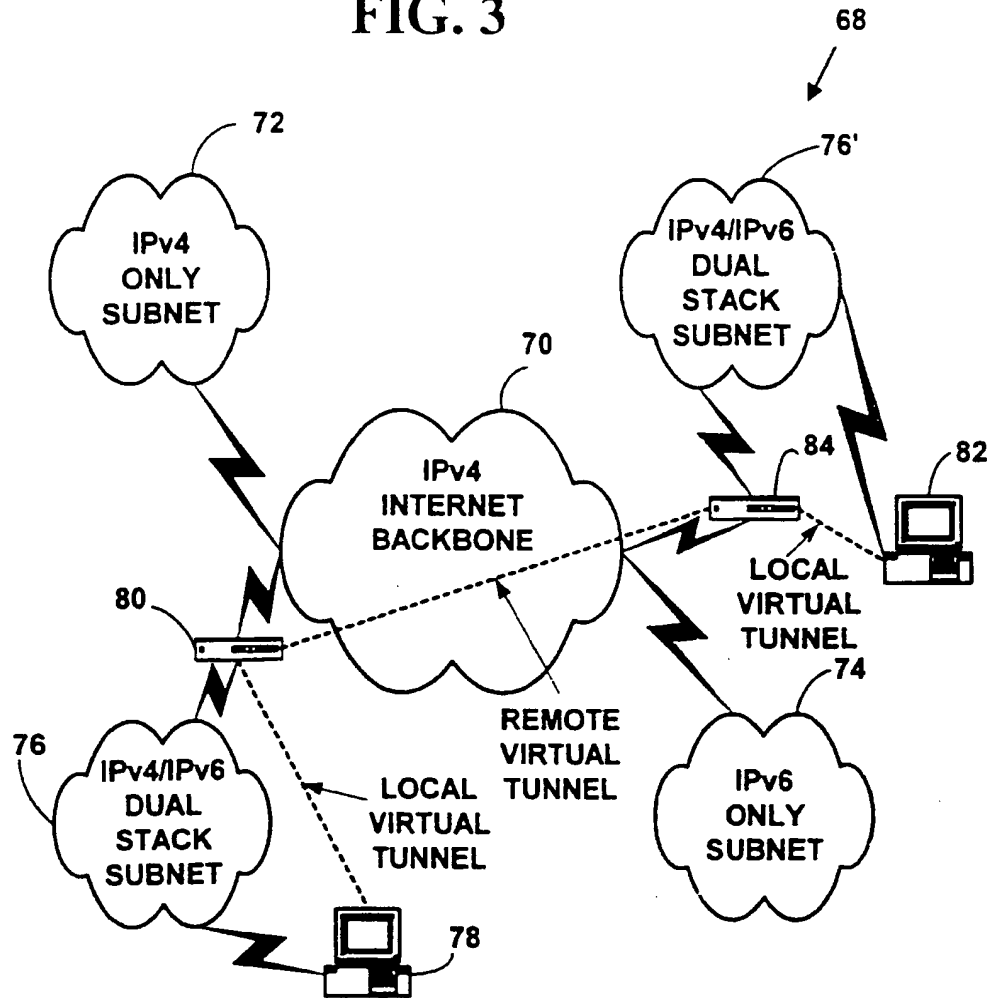 FIG. 3
68
72
76'
IPv4
ONLY
SUBNET
IPv4/IPv6
DUAL
STACK
SUBNET
70
84
82
IPv4
INTERNET
BACKBONE
LOCAL
VIRTUAL
TUNNEL
80
74
REMOTE
VIRTUAL
TUNNEL
76
IPv4/IPv6
DUAL
STACK
SUBNET
LOCAL
VIRTUAL
TUNNEL
IPv6
ONLY
SUBNET
78